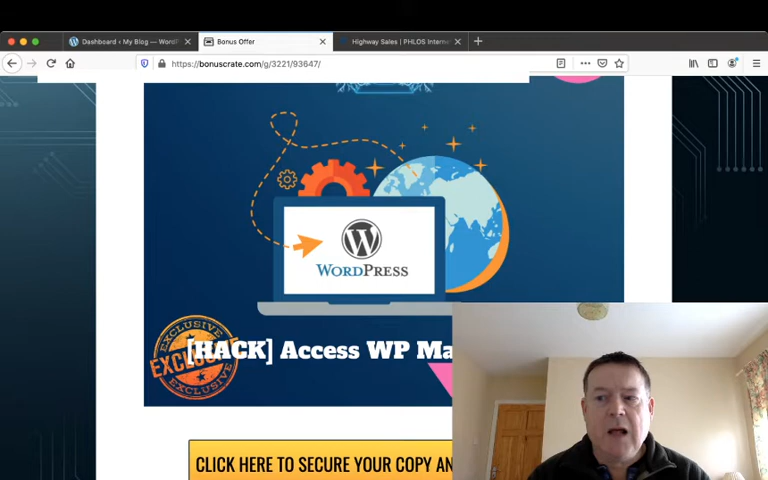 Dashboard ‹ My Blog — WordP
Bonus Offer
Highway Sales | PHLOS Interna
https://bonuscrate.com/g/3221/93647/
WORDPRESS
EXCLUSIVE
EXCLUSIVE
[HACK] Access WP Ma
EXCLUSIVE
CLICK HERE TO SECURE YOUR COPY AN